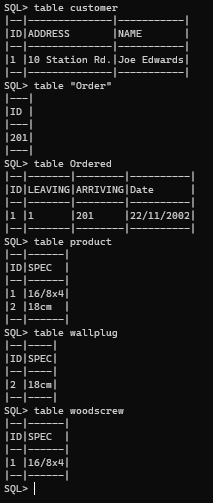 SQL> table customer
|--|--------------|-----------|
|ID|ADDRESS       |NAME       |
|--|--------------|-----------|
|1 |10 Station Rd.|Joe Edwards|
|--|--------------|-----------|
SQL> table "Order"
|---|
|ID |
|---|
|201|
|---|
SQL> table Ordered
|--|-------|--------|----------|
|ID|LEAVING|ARRIVING|Date      |
|--|-------|--------|----------|
|1 |1      |201     |22/11/2002|
|--|-------|--------|----------|
SQL> table product
|--|------|
|ID|SPEC  |
|--|------|
|1 |16/8x4|
|2 |18cm  |
|--|------|
SQL> table wallplug
|--|----|
|ID|SPEC|
|--|----|
|2 |18cm|
|--|----|
SQL> table woodscrew
|--|------|
|ID|SPEC  |
|--|------|
|1 |16/8x4|
|--|------|
SQL>